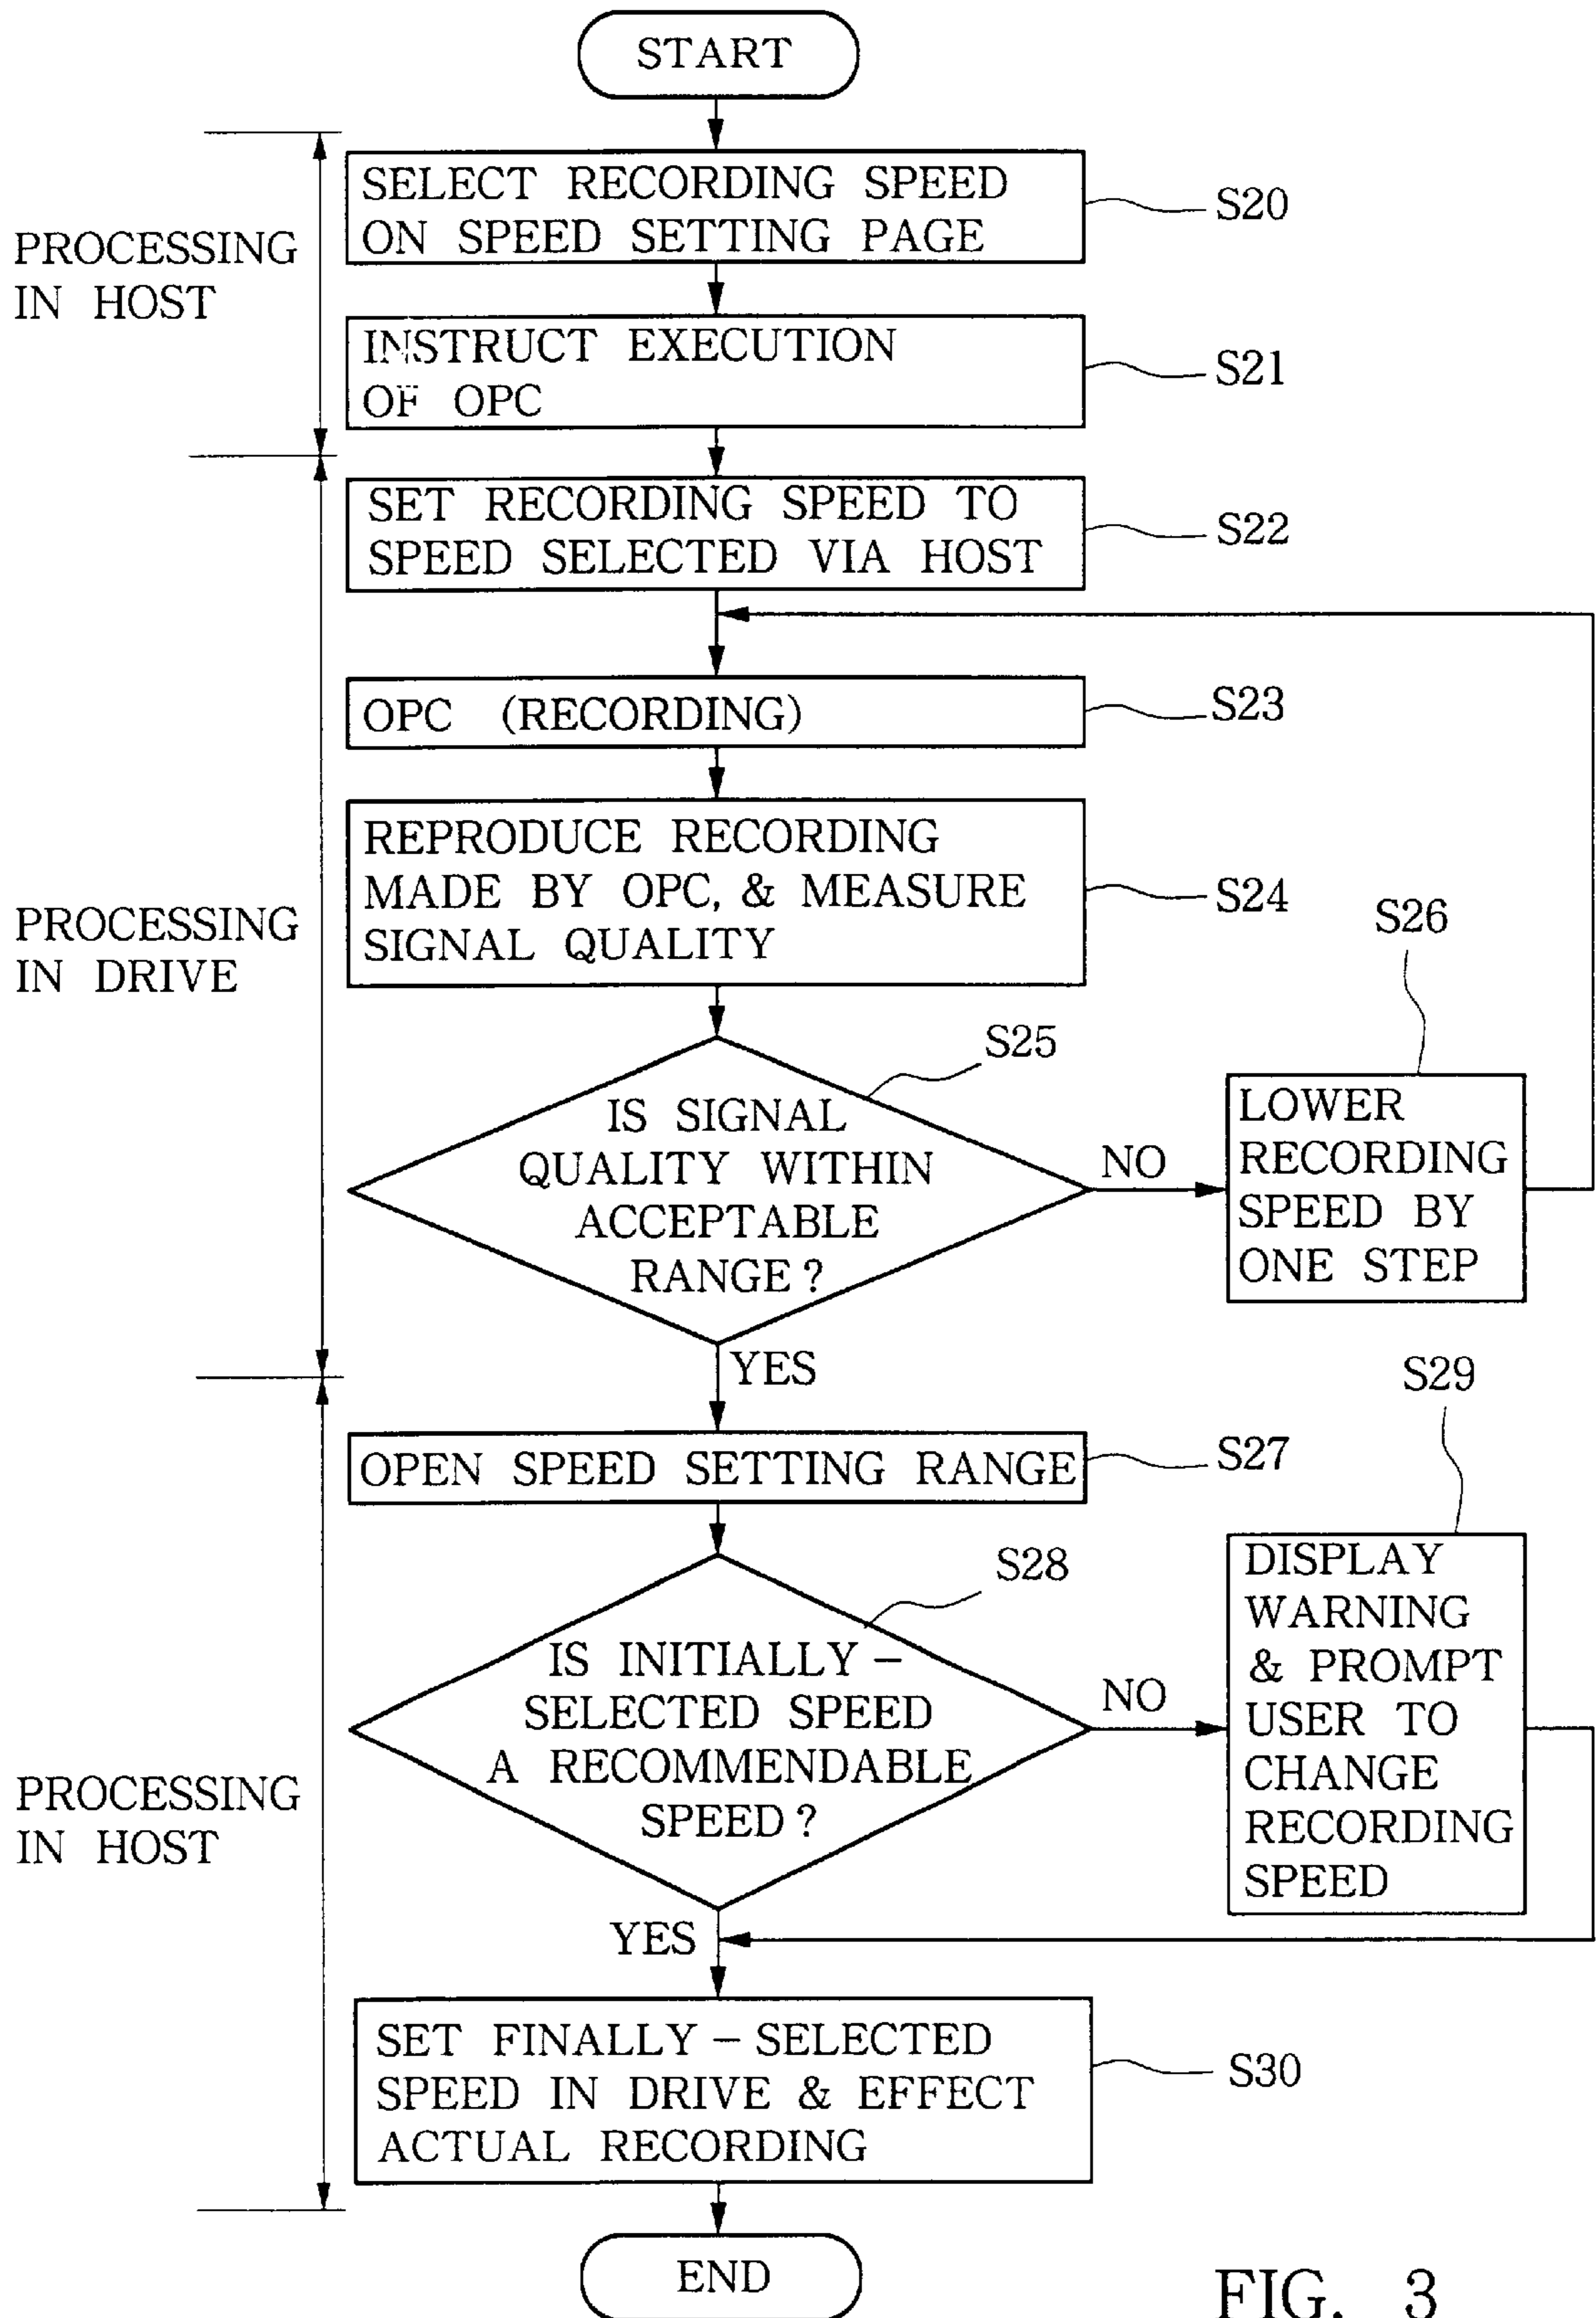 START
PROCESSING
IN HOST
SELECT RECORDING SPEED
ON SPEED SETTING PAGE
S20
INSTRUCT EXECUTION
OF OPC
S21
PROCESSING
IN DRIVE
SET RECORDING SPEED TO
SPEED SELECTED VIA HOST
S22
OPC (RECORDING)
S23
REPRODUCE RECORDING
MADE BY OPC, & MEASURE
SIGNAL QUALITY
S24
S25
IS SIGNAL
QUALITY WITHIN
ACCEPTABLE
RANGE?
NO
S26
LOWER
RECORDING
SPEED BY
ONE STEP
YES
PROCESSING
IN HOST
OPEN SPEED SETTING RANGE
S27
S28
IS INITIALLY-
SELECTED SPEED
A RECOMMENDABLE
SPEED?
NO
S29
DISPLAY
WARNING
& PROMPT
USER TO
CHANGE
RECORDING
SPEED
YES
SET FINALLY-SELECTED
SPEED IN DRIVE & EFFECT
ACTUAL RECORDING
S30
END
FIG. 3